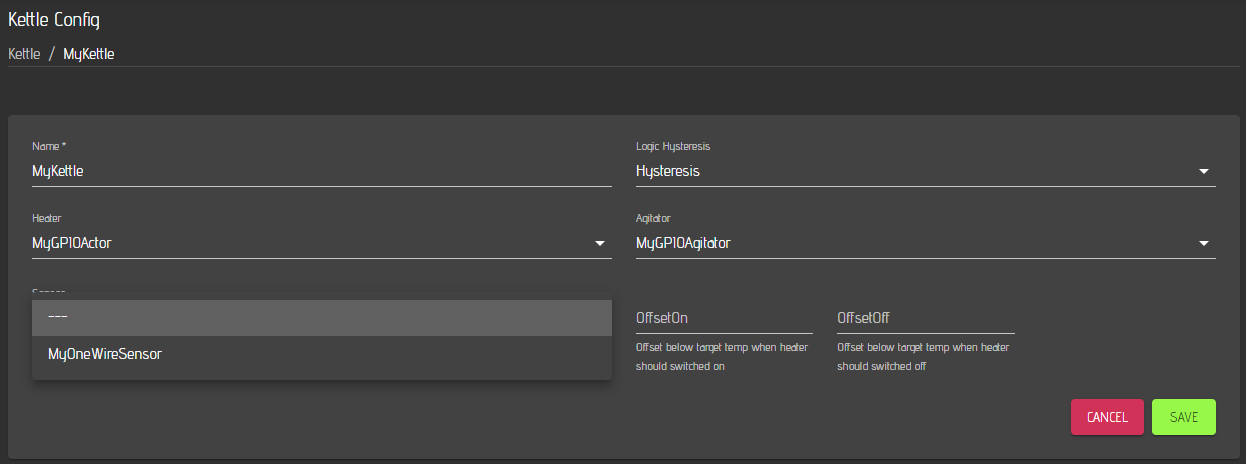 Kettle Config
Kettle / MyKettle
Name *
Logic Hysteresis
MyKettle
Hysteresis
Heater
Agitator
MyGPIOActor
MyGPIOAgitator
---
OffsetOn
OffsetOff
MyOneWireSensor
Offset below target temp when heater
should switched on
Offset below target temp when heater
should switched off
CANCEL
SAVE